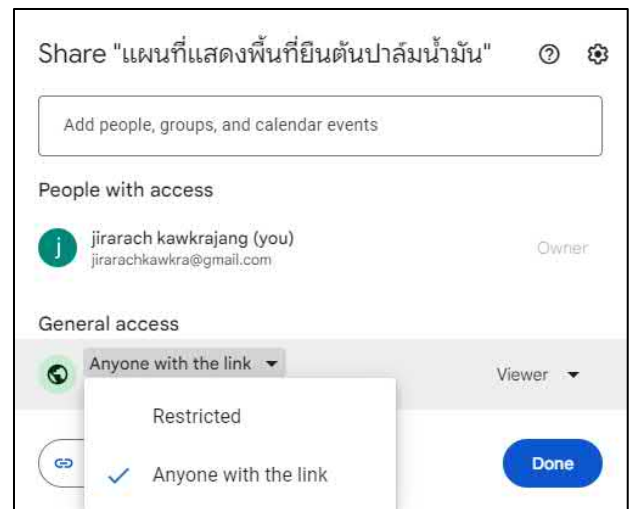 Share "แผนที่แสดงพื้นที่ยืนต้นปาล์มน้ำมัน"
Add people, groups, and calendar events
People with access
j
jirarach kawkrajang (you)
Owner
jirarachkawkra@gmail.com
General access
Anyone with the link
Viewer
Restricted
Anyone with the link
Done